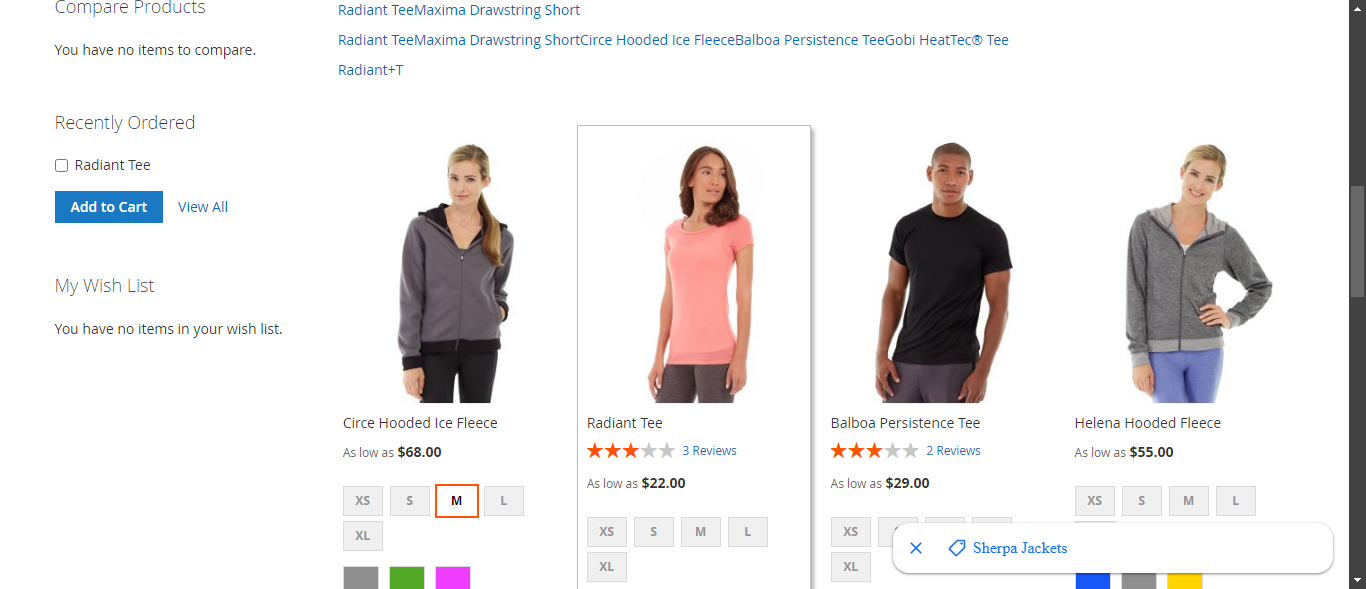 Compare Products
You have no items to compare.
Recently Ordered
Radiant Tee
Add to Cart View All
My Wish List
You have no items in your wish list.
Radiant TeeMaxima Drawstring Short
Radiant TeeMaxima Drawstring ShortCirce Hooded Ice FleeceBalboa Persistence TeeGobi HeatTec® Tee
Radiant+T
Circe Hooded Ice Fleece
As low as $68.00
XS S M L
XL
Radiant Tee
3 Reviews
As low as $22.00
XS S M L
XL
Balboa Persistence Tee
2 Reviews
As low as $29.00
XS
XL
Helena Hooded Fleece
As low as $55.00
XS S M L
Sherpa Jackets